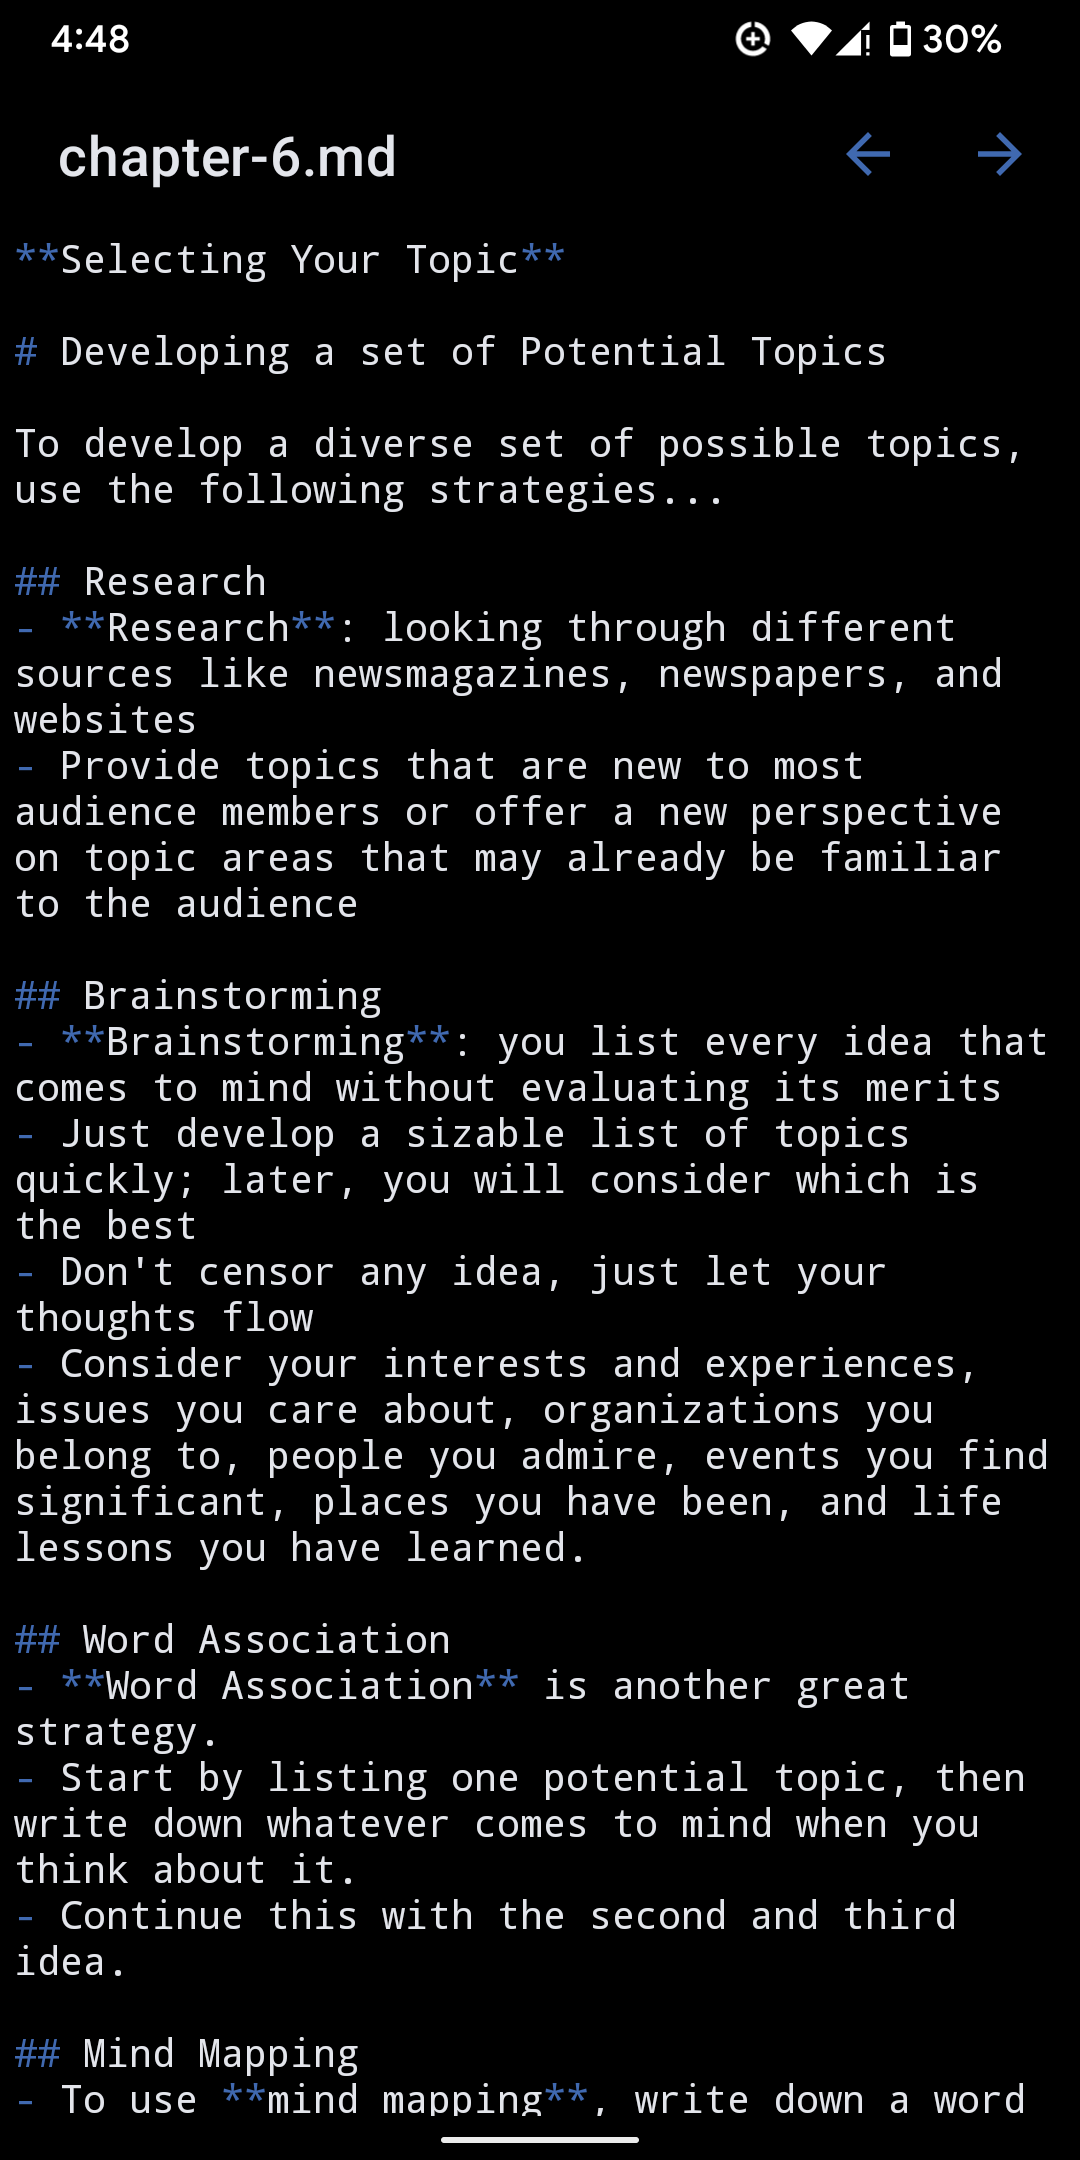 4:48 30%
chapter-6.md
**Selecting Your Topic**
# Developing a set of Potential Topics
To develop a diverse set of possible topics,
use the following strategies...
## Research
- **Research**: looking through different
sources like newsmagazines, newspapers, and
websites
- Provide topics that are new to most
audience members or offer a new perspective
on topic areas that may already be familiar
to the audience
## Brainstorming
- **Brainstorming**: you list every idea that
comes to mind without evaluating its merits
- Just develop a sizable list of topics
quickly; later, you will consider which is
the best
- Don't censor any idea, just let your
thoughts flow
- Consider your interests and experiences,
issues you care about, organizations you
belong to, people you admire, events you find
significant, places you have been, and life
lessons you have learned.
## Word Association
- **Word Association** is another great
strategy.
- Start by listing one potential topic, then
write down whatever comes to mind when you
think about it.
- Continue this with the second and third
idea.
## Mind Mapping
- To use **mind mapping**, write down a word